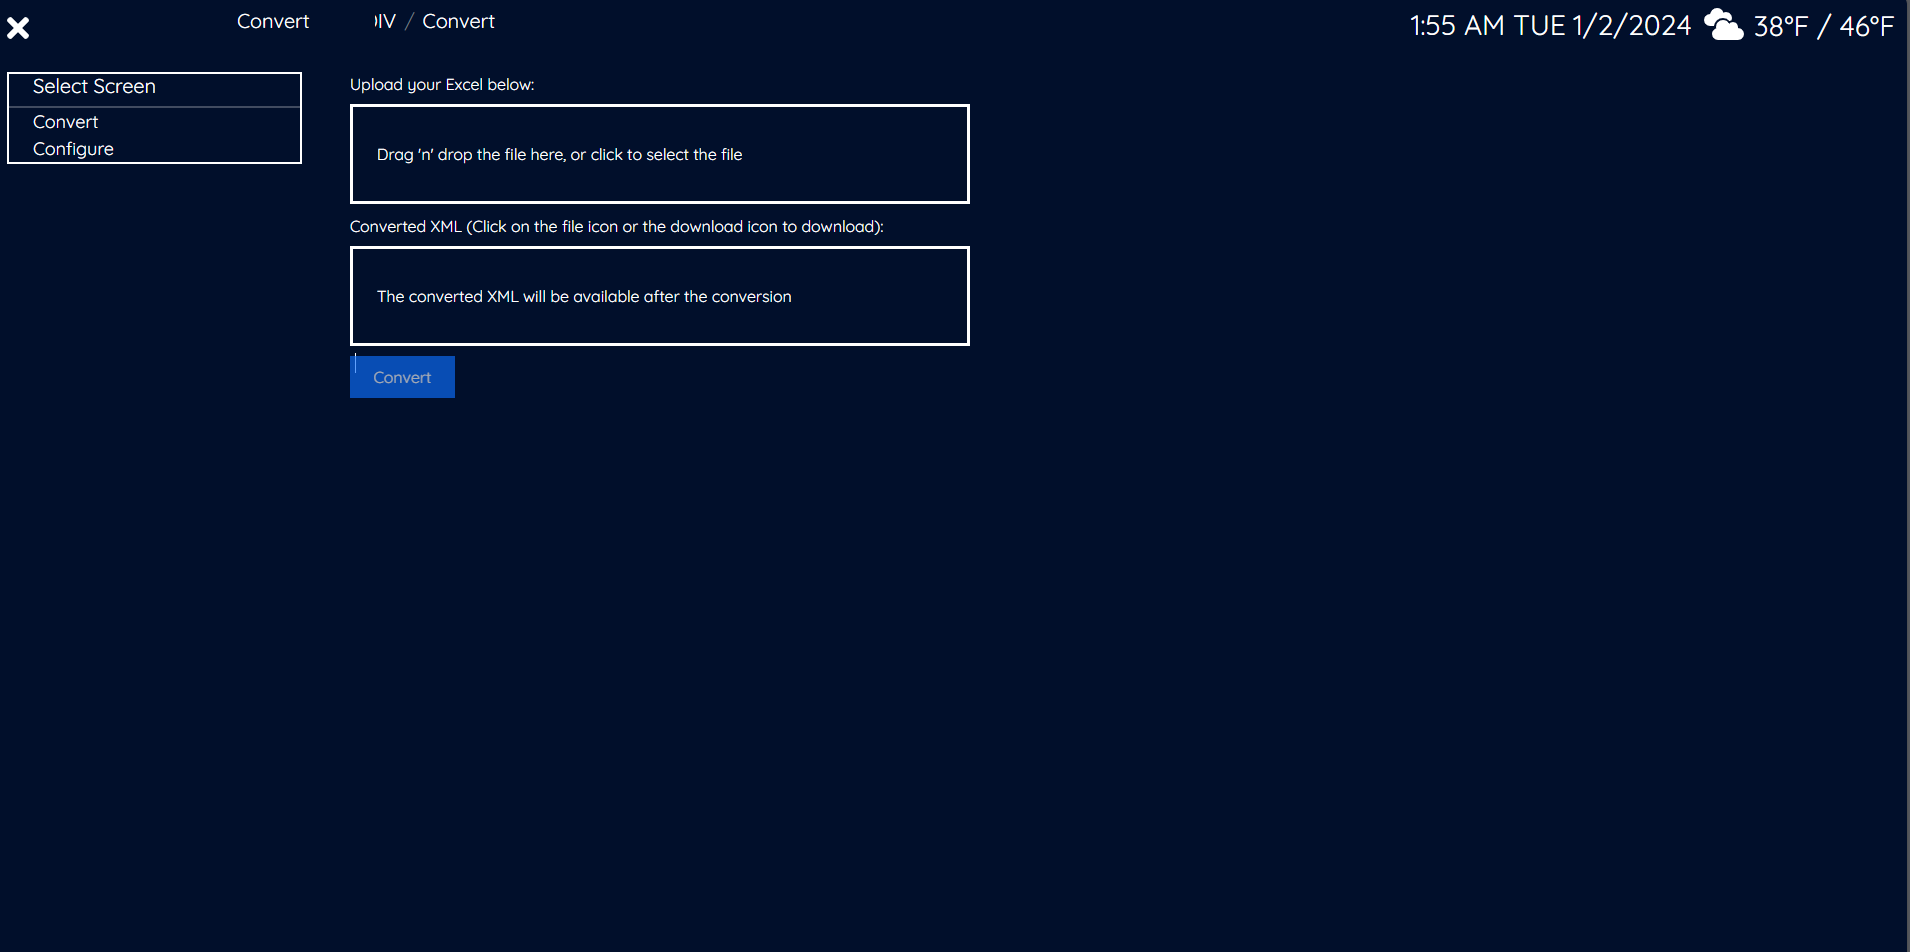 Convert
IV / Convert
1:55 AM TUE 1/2/2024 38°F / 46°F
Select Screen
Convert
Configure
Upload your Excel below:
Drag 'n' drop the file here, or click to select the file
Converted XML (Click on the file icon or the download icon to download):
The converted XML will be available after the conversion
Convert